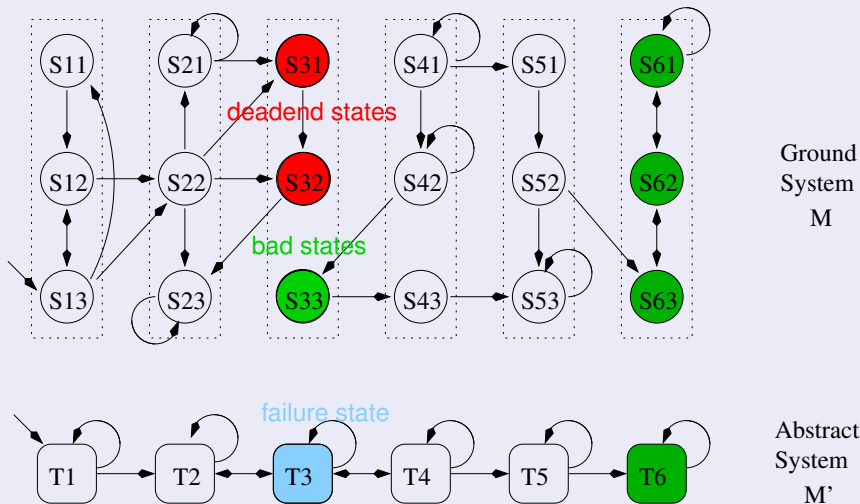 S11 S21 S31 S41 S51 S61
deadend states
S12 S22 S32 S42 S52 S62
Ground
System
M
bad states
S13 S23 S33 S43 S53 S63
failure state
T1 T2 T3 T4 T5 T6
Abstract
System
M'